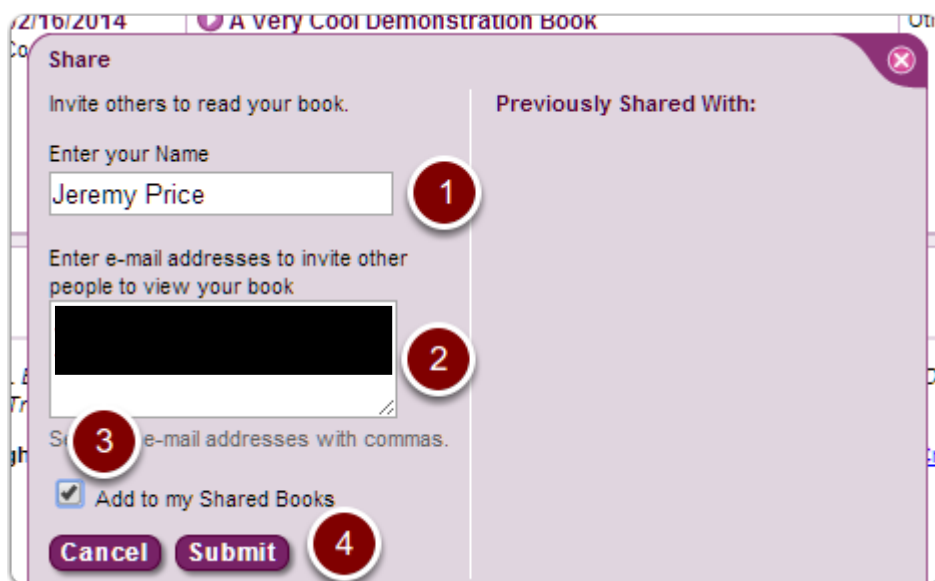 2/16/2014
A Very Cool Demonstration Book
Share
Invite others to read your book.
Previously Shared With:
Enter your Name
Jeremy Price
1
Enter e-mail addresses to invite other
people to view your book
2
3
e-mail addresses with commas.
Add to my Shared Books
Cancel
Submit
4